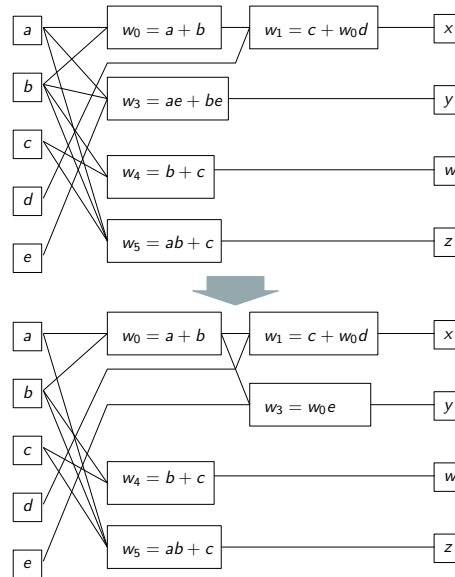 a w₀ = a + b w₁ = c + w₀d x
b w₃ = ae + be y
c w₄ = b + c w
d
e w₅ = ab + c z
a w₀ = a + b w₁ = c + w₀d x
b w₃ = w₀e y
c w₄ = b + c w
d
e w₅ = ab + c z